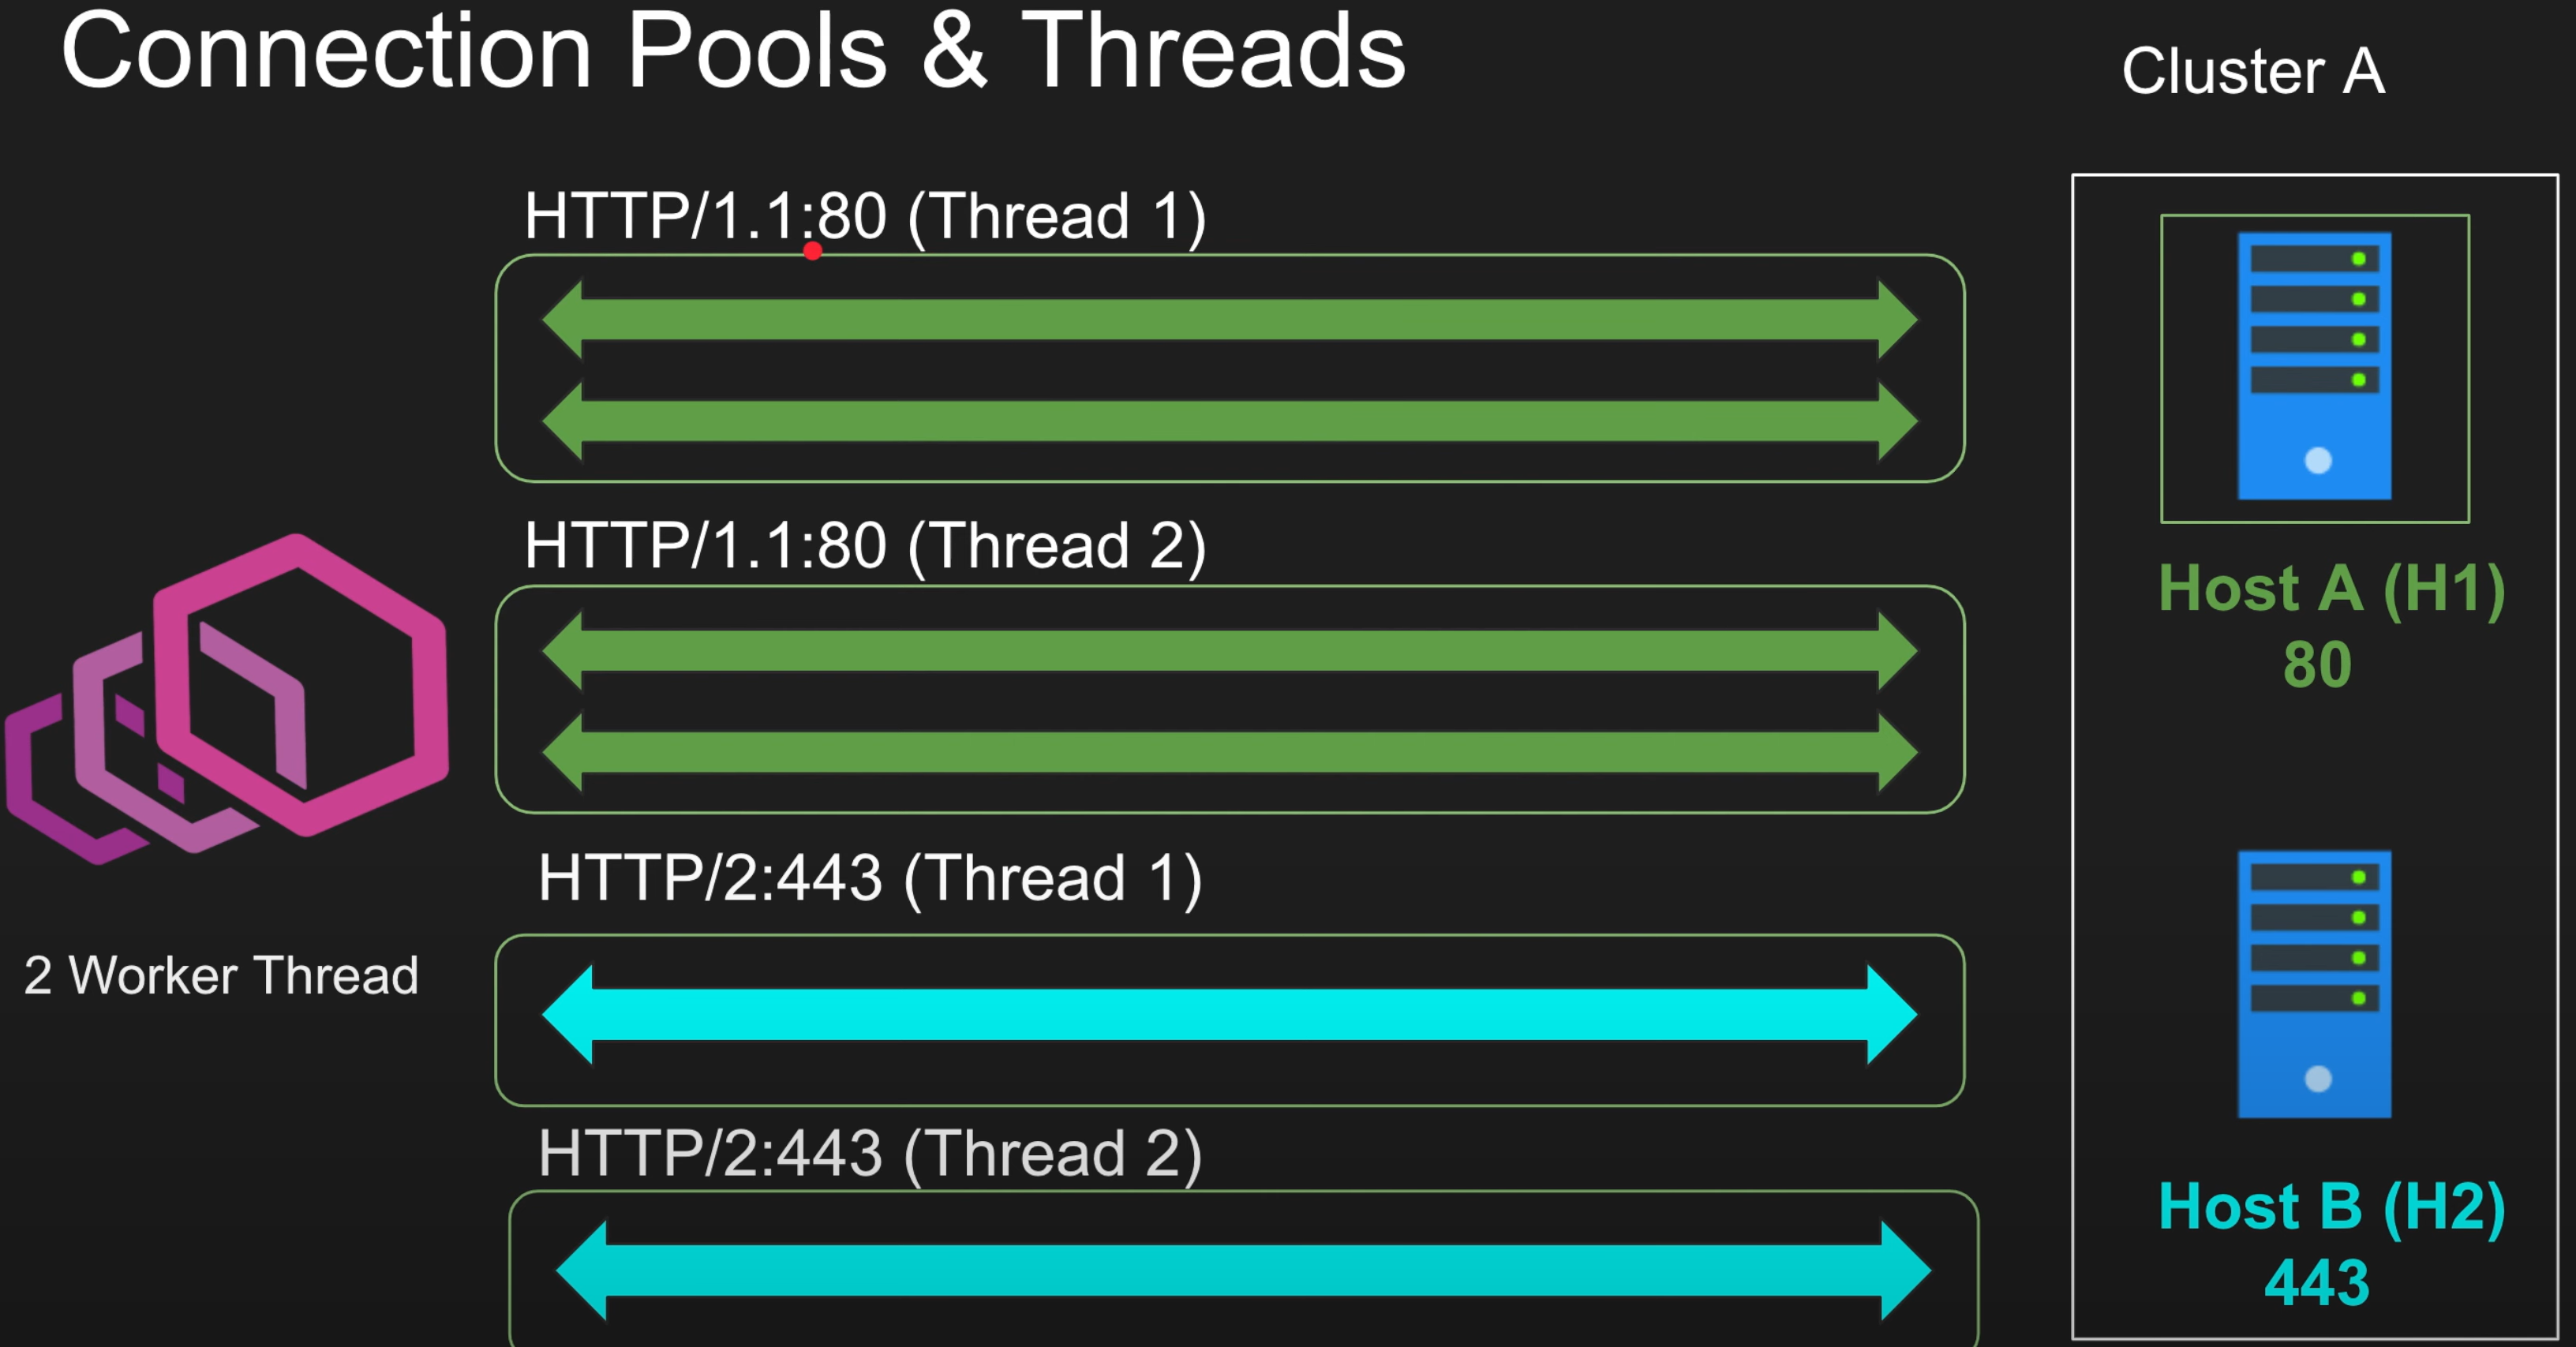 Connection Pools & Threads
Cluster A
HTTP/1.1:80 (Thread 1)
HTTP/1.1:80 (Thread 2)
Host A (H1)
80
HTTP/2:443 (Thread 1)
2 Worker Thread
HTTP/2:443 (Thread 2)
Host B (H2)
443